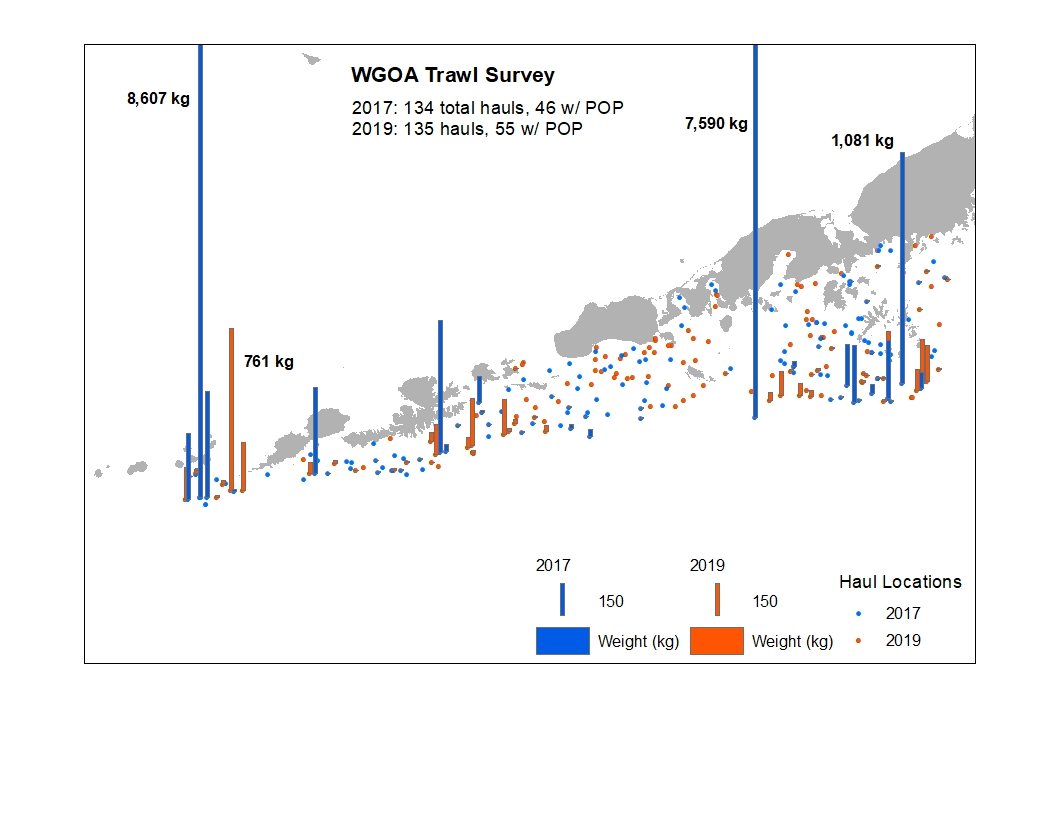 WGOA Trawl Survey
2017: 134 total hauls, 46 w/ POP
2019: 135 hauls, 55 w/ POP
8,607 kg
7,590 kg
1,081 kg
761 kg
2017
150
Weight (kg)
2019
150
Weight (kg)
Haul Locations
2017
2019